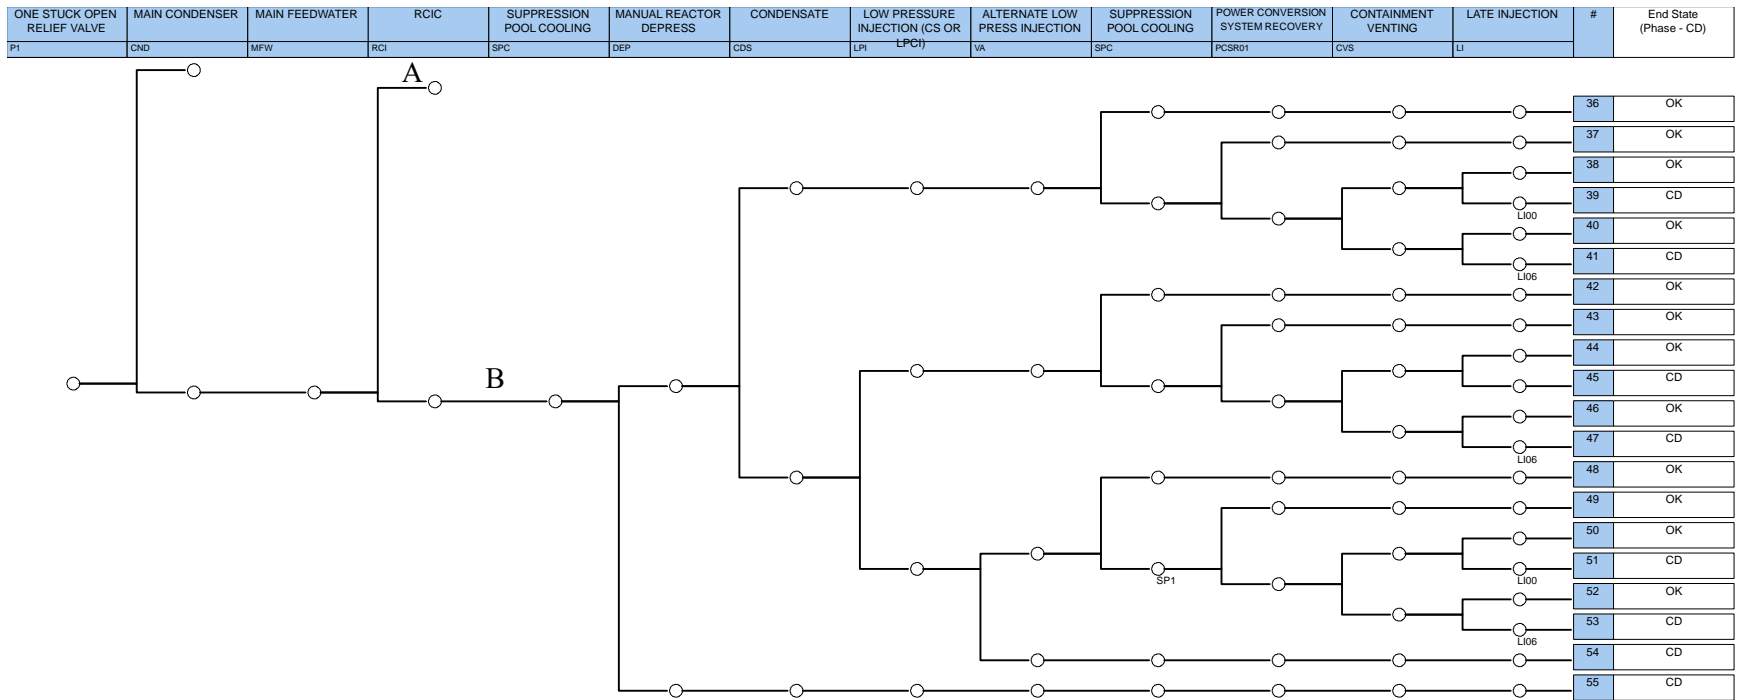 ONE STUCK OPEN
RELIEF VALVE
MAIN CONDENSER
MAIN FEEDWATER
RCIC
SUPPRESSION
POOL COOLING
MANUAL REACTOR
DEPRESS
CONDENSATE
LOW PRESSURE
INJECTION (CS OR
LPCI)
ALTERNATE LOW
PRESS INJECTION
SUPPRESSION
POOL COOLING
POWER CONVERSION
SYSTEM RECOVERY
CONTAINMENT
VENTING
LATE INJECTION
#
End State
(Phase - CD)
P1
CND
MFW
RCI
SPC
DEP
CDS
LPI
VA
SPC
PCSR01
CVS
LI
A
B
36 OK
37 OK
38 OK
39 CD
LI00
40 OK
41 CD
LI06
42 OK
43 OK
44 OK
45 CD
46 OK
47 CD
LI06
48 OK
49 OK
50 OK
51 CD
SP1
LI00
52 OK
53 CD
LI06
54 CD
55 CD